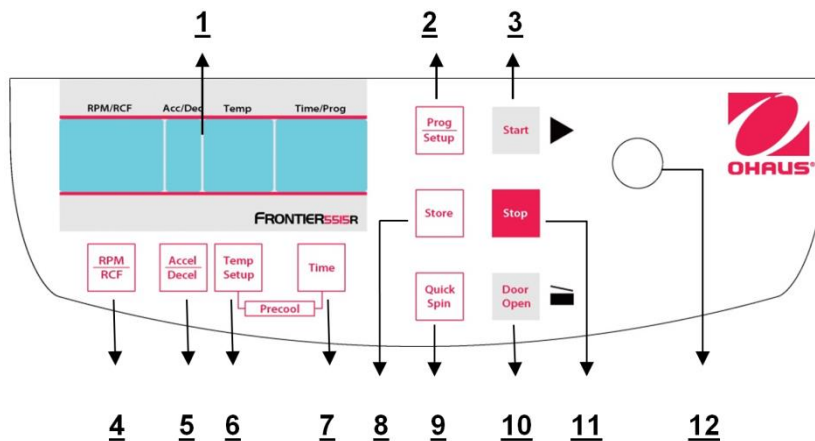 1 2 3
RPM/RCF Acc/Dec Temp Time/Prog
Prog
Setup
Start
OHAUS®
Store
Stop
FRONTIER5515R
RPM
RCF
Accel
Decel
Temp
Setup
Time
Precool
Quick
Spin
Door
Open
4 5 6 7 8 9 10 11 12